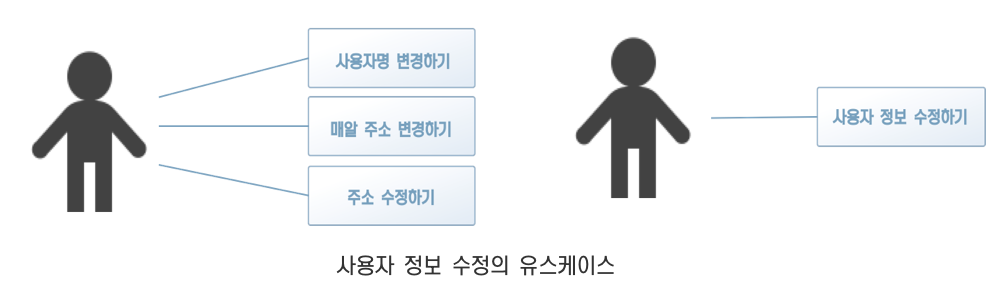 사용자명 변경하기
매알 주소 변경하기
주소 수정하기
사용자 정보 수정하기
사용자 정보 수정의 유스케이스